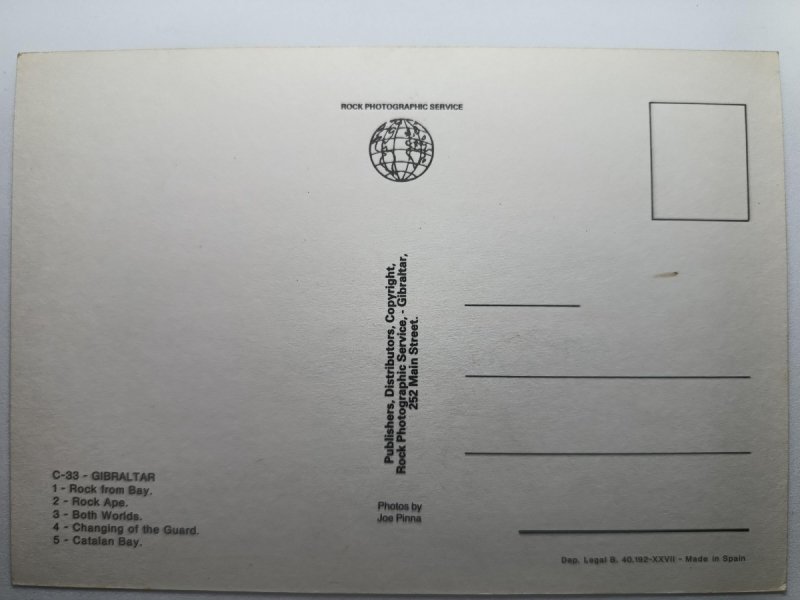 ROCK PHOTOGRAPHIC SERVICE
Publishers, Distributors, Copyright,
Rock Photographic Service, - Gibraltar,
252 Main Street.
C-33 - GIBRALTAR
1 - Rock from Bay.
2 - Rock Ape.
3 - Both Worlds.
4 - Changing of the Guard.
5 - Catalan Bay.
Photos by
Joe Pinna
Dep. Legal B. 40.192-XXVII - Made in Spain